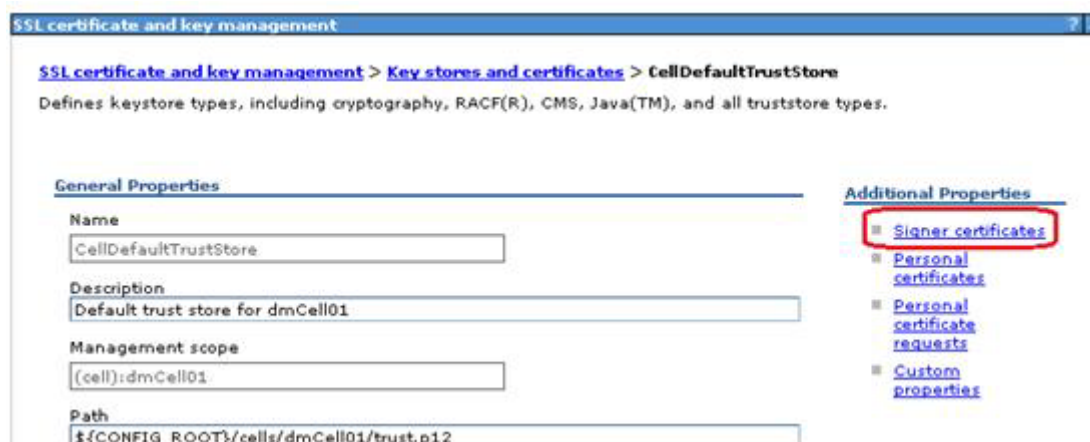 SSL certificate and key management
?
SSL certificate and key management > Key stores and certificates > CellDefaultTrustStore
Defines keystore types, including cryptography, RACF(R), CMS, Java(TM), and all truststore types.
General Properties
Name
CellDefaultTrustStore
Description
Default trust store for dmCell01
Management scope
(cell):dmCell01
Path
${CONFIG_ROOT}/cells/dmCell01/trust.p12
Additional Properties
Signer certificates
Personal
certificates
Personal
certificate
requests
Custom
properties